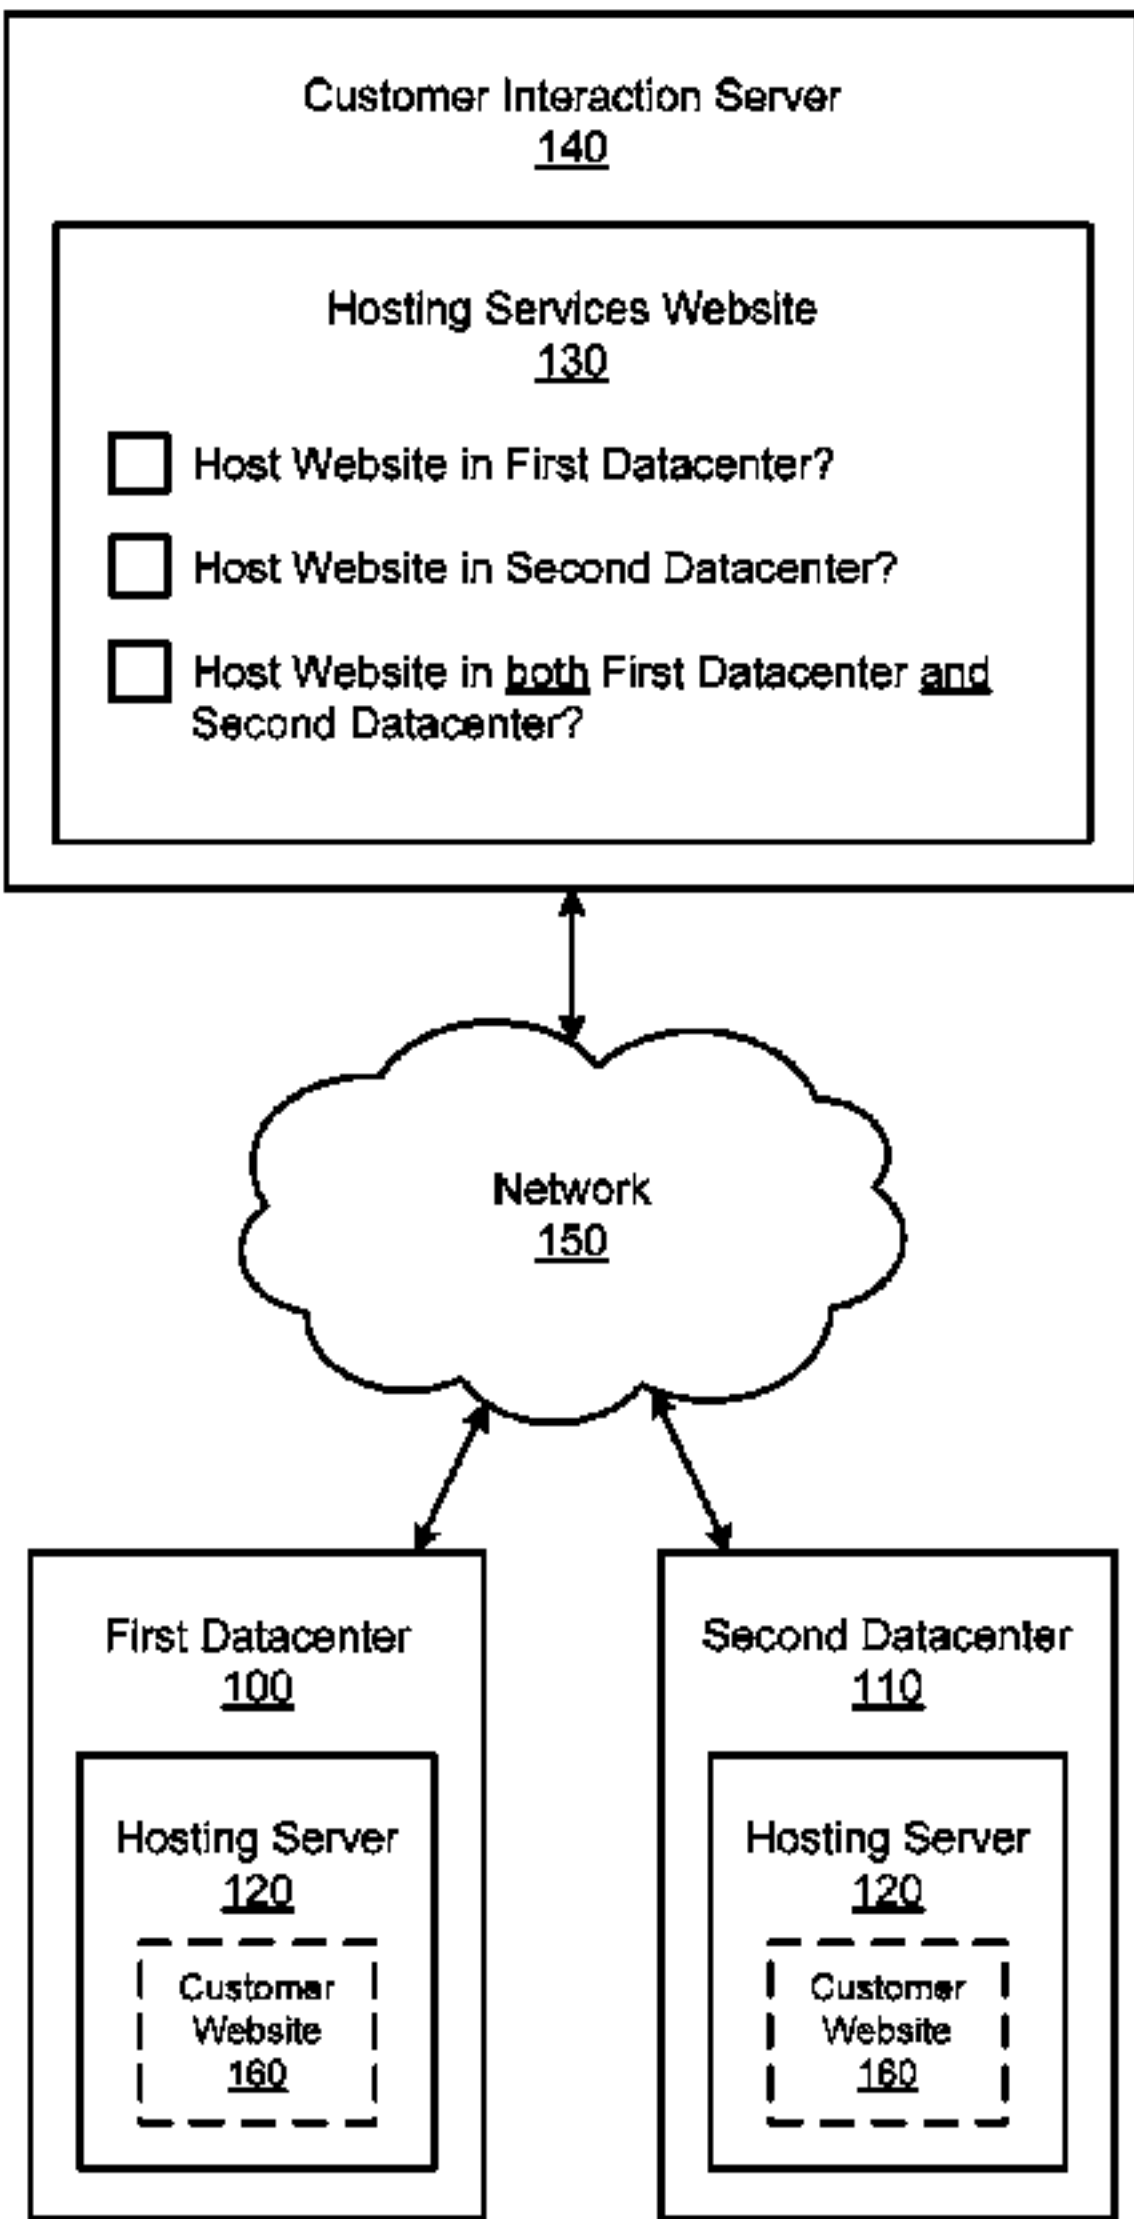 Customer Interaction Server
140
Hosting Services Website
130
Host Website in First Datacenter?
Host Website in Second Datacenter?
Host Website in both First Datacenter and
Second Datacenter?
Network
150
First Datacenter
100
Hosting Server
120
Customer
Website
160
Second Datacenter
110
Hosting Server
120
Customer
Website
160